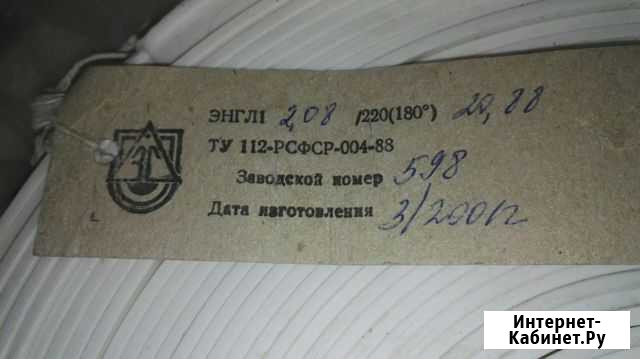 ЭНГЛ1 2,08 /220(180°) 20,88
ТУ 112-РСФСР-004-88
Заводской номер 598
Дата изготовления 3/200
Интернет-
Кабинет.Ру